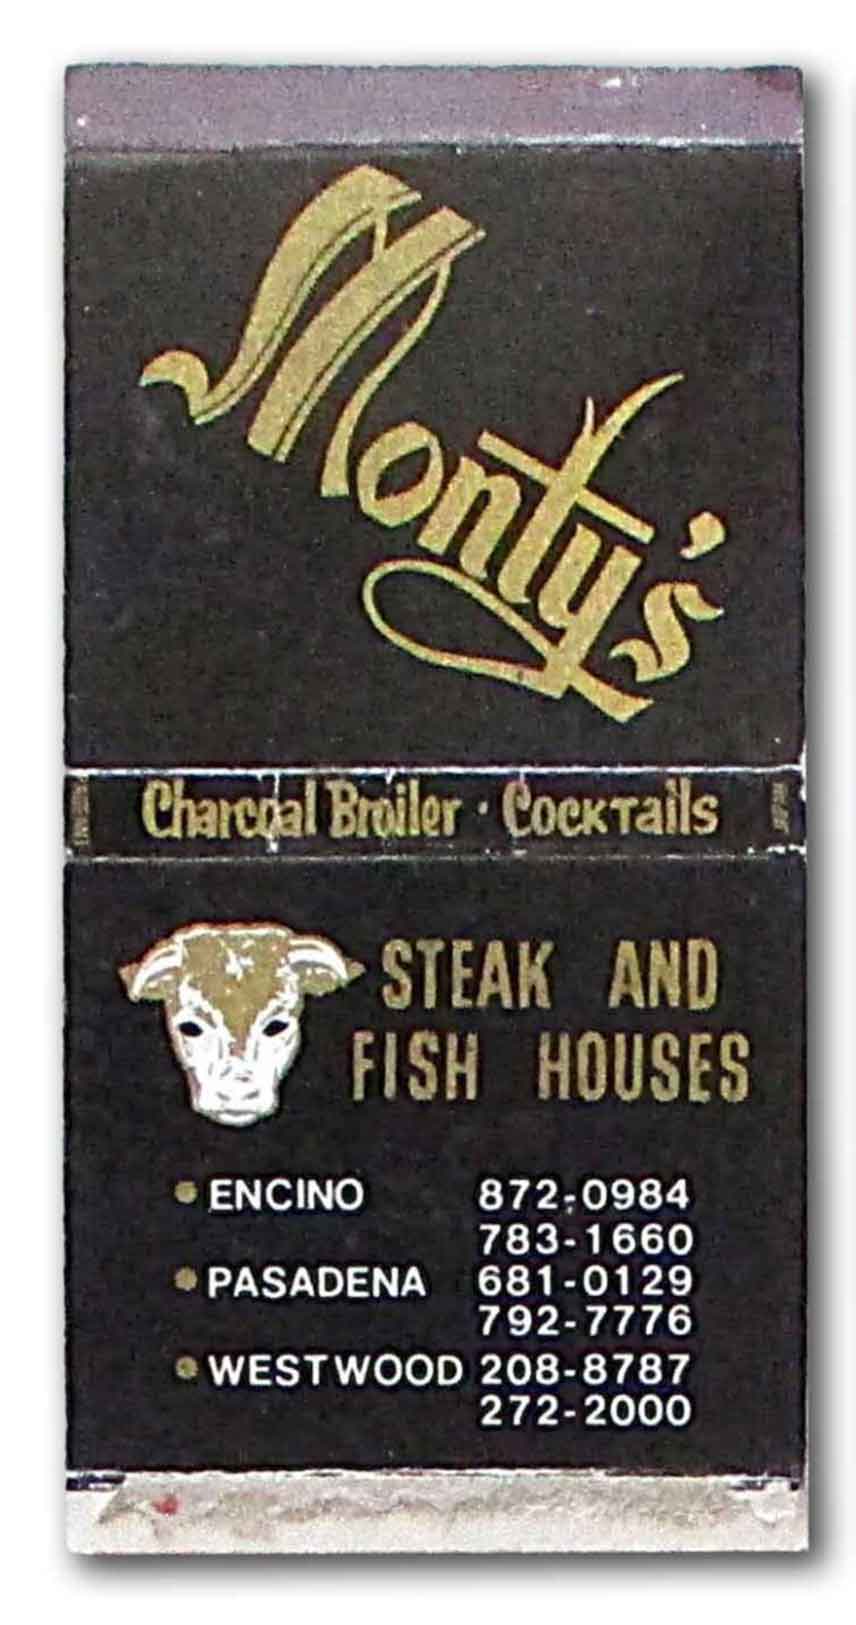 Monty's
Charcoal Broiler · Cocktails
STEAK AND
FISH HOUSES
• ENCINO 872-0984
783-1660
• PASADENA 681-0129
792-7776
• WESTWOOD 208-8787
272-2000